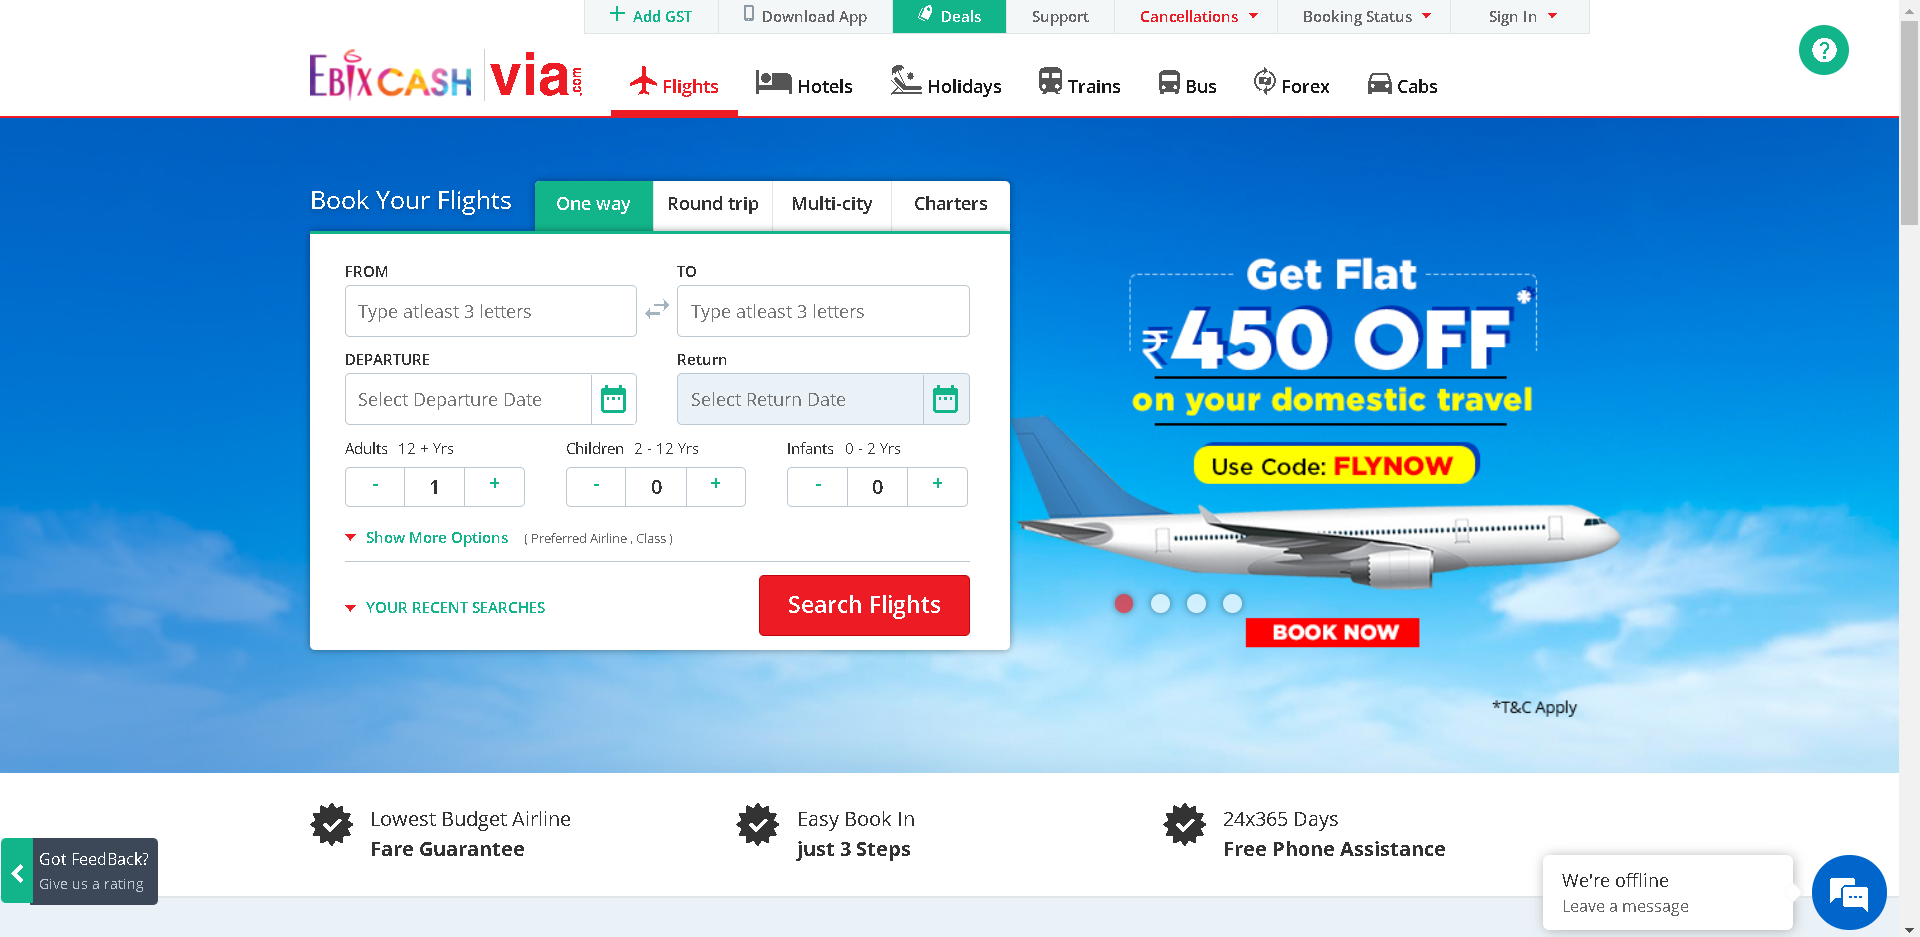 Add GST
Download App
Deals
Support
Cancellations
Booking Status
Sign In
EBIXCASH
via.com
Flights
Hotels
Holidays
Trains
Bus
Forex
Cabs
Book Your Flights
One way
Round trip
Multi-city
Charters
FROM
TO
Type atleast 3 letters
Type atleast 3 letters
DEPARTURE
Return
Select Departure Date
Select Return Date
Adults 12 + Yrs
Children 2 - 12 Yrs
Infants 0 - 2 Yrs
- 1 +
- 0 +
- 0 +
Show More Options ( Preferred Airline , Class )
YOUR RECENT SEARCHES
Search Flights
Get Flat
₹450 OFF*
on your domestic travel
Use Code: FLYNOW
BOOK NOW
*T&C Apply
Lowest Budget Airline
Fare Guarantee
Easy Book In
just 3 Steps
24x365 Days
Free Phone Assistance
Got FeedBack?
Give us a rating
We're offline
Leave a message